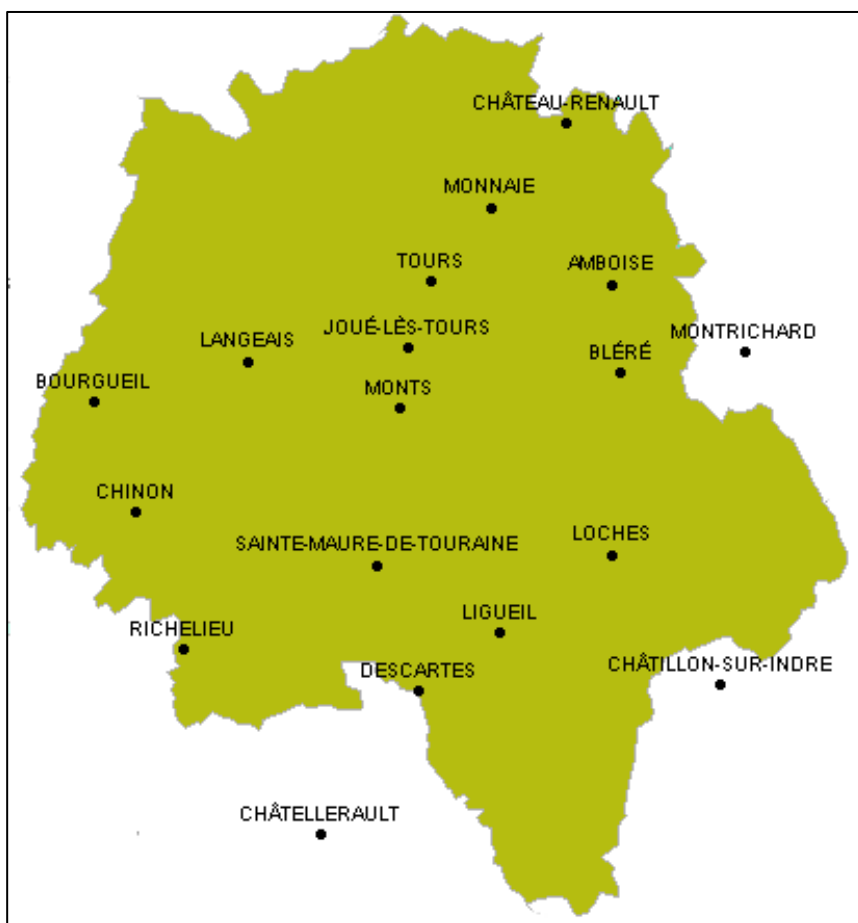 CHÂTEAU-RENAULT
MONNAIE
TOURS
AMBOISE
JOUÉ-LÈS-TOURS
MONTRICHARD
LANGEAIS
BLÉRÉ
BOURGUEIL
MONTS
CHINON
SAINTE-MAURE-DE-TOURAINE
LOCHES
LIGUEIL
RICHELIEU
CHÂTILLON-SUR-INDRE
DESCARTES
CHÂTELLERAULT